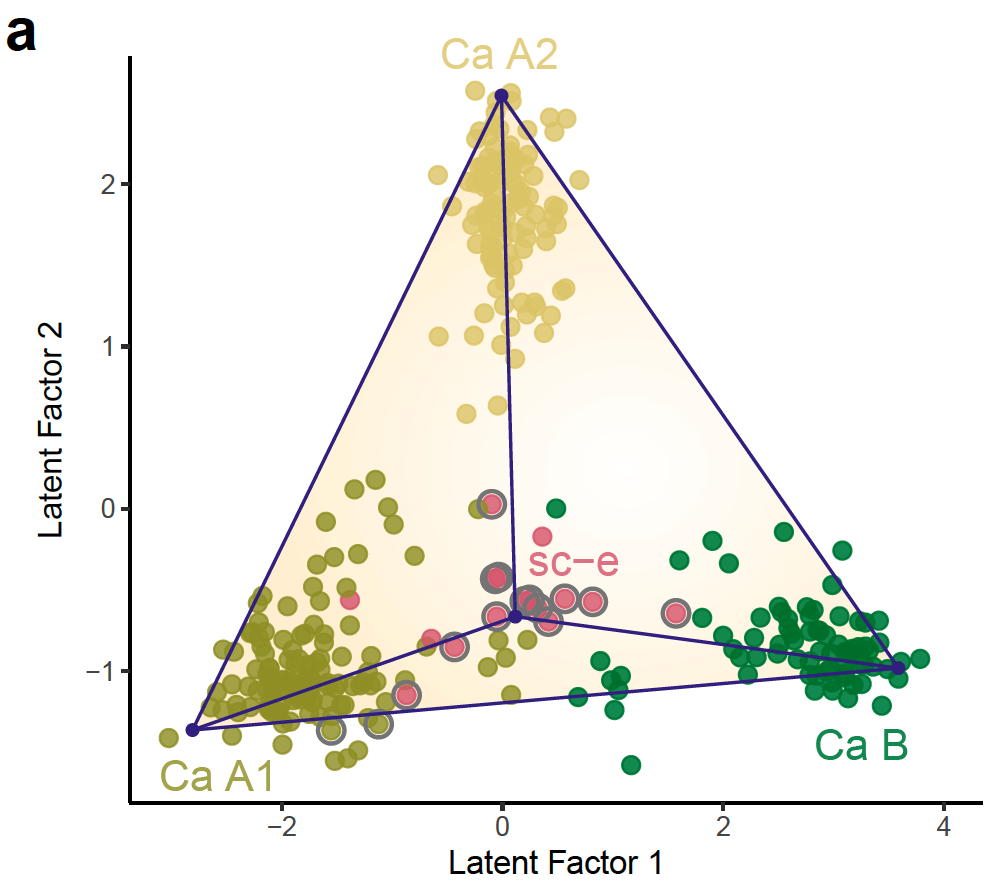 a
Ca A2
2
1
0
−1
Latent Factor 2
sc−e
Ca B
Ca A1
−2
0
2
4
Latent Factor 1